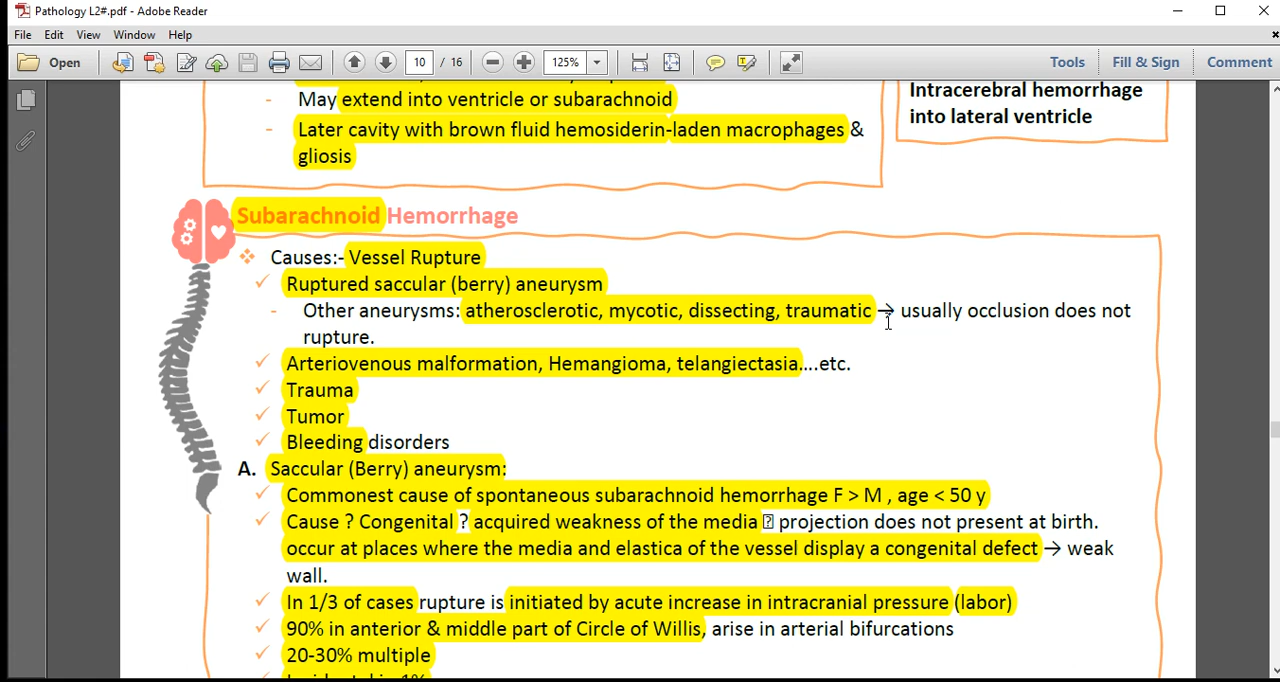 Pathology L2#.pdf - Adobe Reader
File Edit View Window Help
Open 10 / 16 125% Tools Fill & Sign Comment
- May extend into ventricle or subarachnoid
- Later cavity with brown fluid hemosiderin-laden macrophages &
gliosis
Intracerebral hemorrhage
into lateral ventricle
Subarachnoid Hemorrhage
❖ Causes:- Vessel Rupture
✓ Ruptured saccular (berry) aneurysm
- Other aneurysms: atherosclerotic, mycotic, dissecting, traumatic → usually occlusion does not
rupture.
✓ Arteriovenous malformation, Hemangioma, telangiectasia....etc.
✓ Trauma
✓ Tumor
✓ Bleeding disorders
A. Saccular (Berry) aneurysm:
✓ Commonest cause of spontaneous subarachnoid hemorrhage F > M , age < 50 y
✓ Cause ? Congenital ? acquired weakness of the media ⍰ projection does not present at birth.
occur at places where the media and elastica of the vessel display a congenital defect → weak
wall.
✓ In 1/3 of cases rupture is initiated by acute increase in intracranial pressure (labor)
✓ 90% in anterior & middle part of Circle of Willis, arise in arterial bifurcations
✓ 20-30% multiple